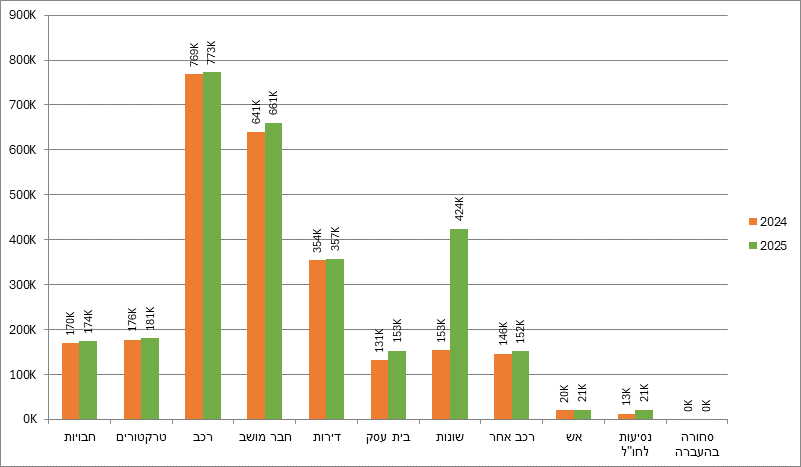 900K
800K
700K
600K
500K
400K
300K
200K
100K
0K
170K 174K
176K 181K
769K 773K
641K 661K
354K 357K
131K 153K
153K 424K
146K 152K
20K 21K
13K 21K
0K 0K
חבויות
טרקטורים
רכב
חבר מושב
דירות
בית עסק
שונות
רכב אחר
אש
נסיעות
לחו"ל
סחורה
בהעברה
2024
2025